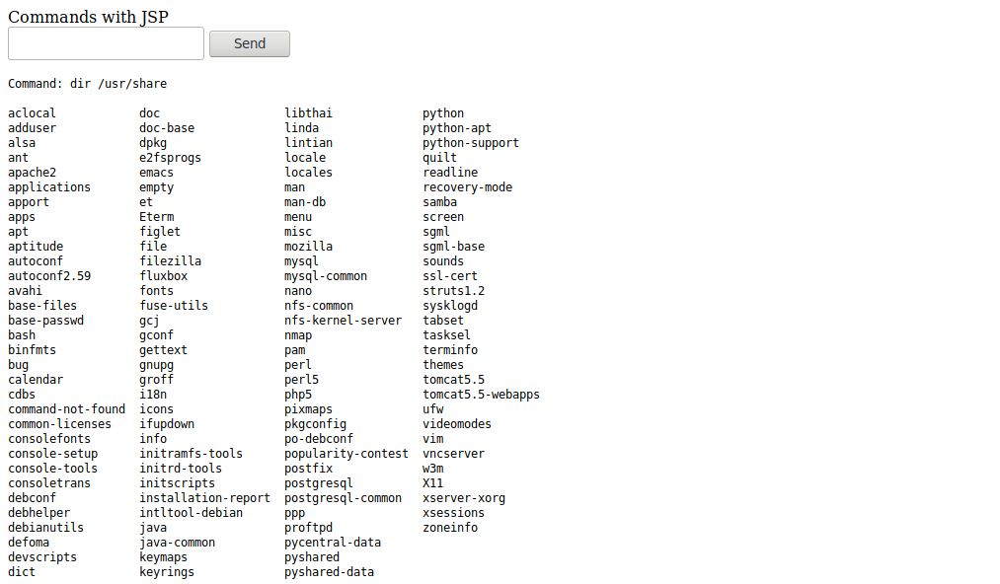 Commands with JSP
Send
Command: dir /usr/share
aclocal doc libthai python
adduser doc-base linda python-apt
alsa dpkg lintian python-support
ant e2fsprogs locale quilt
apache2 emacs locales readline
applications empty man recovery-mode
apport et man-db samba
apps Eterm menu screen
apt figlet misc sgml
aptitude file mozilla sgml-base
autoconf filezilla mysql sounds
autoconf2.59 fluxbox mysql-common ssl-cert
avahi fonts nano struts1.2
base-files fuse-utils nfs-common sysklogd
base-passwd gcj nfs-kernel-server tabset
bash gconf nmap tasksel
binfmts gettext pam terminfo
bug gnupg perl themes
calendar groff perl5 tomcat5.5
cdbs i18n php5 tomcat5.5-webapps
command-not-found icons pixmaps ufw
common-licenses ifupdown pkgconfig videomodes
consolefonts info po-debconf vim
console-setup initramfs-tools popularity-contest vncserver
console-tools initrd-tools postfix w3m
consoletrans initscripts postgresql X11
debconf installation-report postgresql-common xserver-xorg
debhelper intltool-debian ppp xsessions
debianutils java proftpd zoneinfo
defoma java-common pycentral-data
devscripts keymaps pyshared
dict keyrings pyshared-data